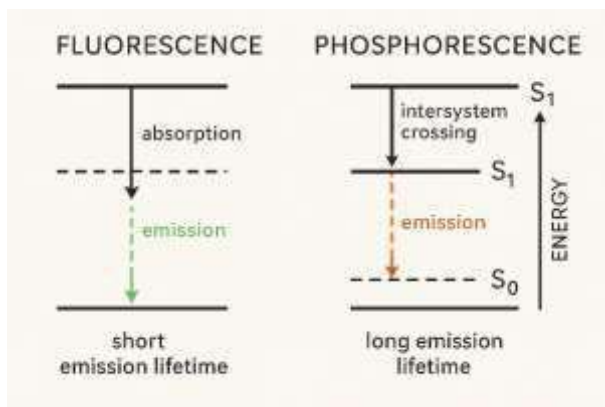 FLUORESCENCE
absorption
emission
short
emission lifetime
PHOSPHORESCENCE
S₁
intersystem
crossing
S₁
emission
S₀
ENERGY
long emission
lifetime